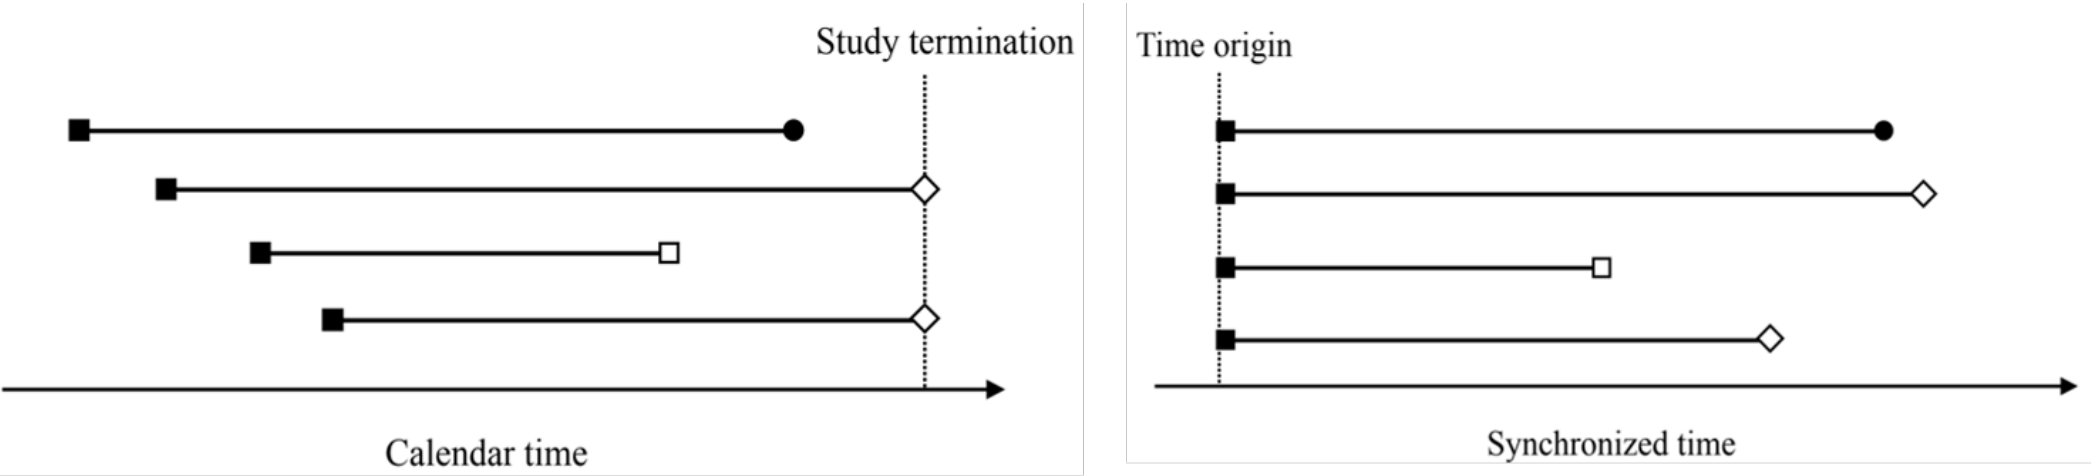 Study termination
Calendar time
Time origin
Synchronized time